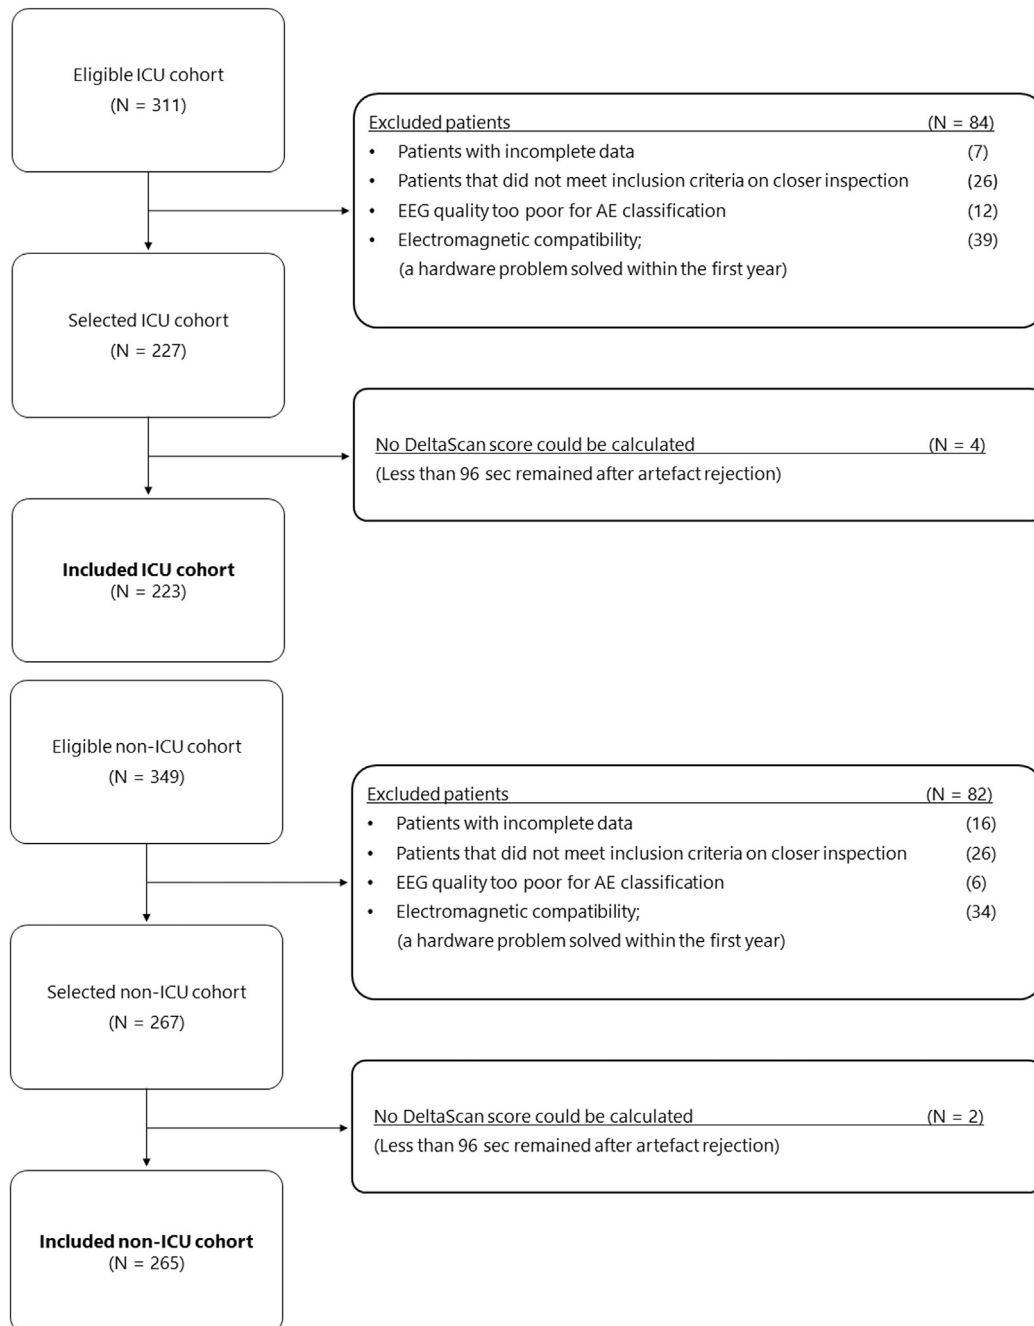 Eligible ICU cohort
(N = 311)
Excluded patients (N = 84)
• Patients with incomplete data (7)
• Patients that did not meet inclusion criteria on closer inspection (26)
• EEG quality too poor for AE classification (12)
• Electromagnetic compatibility; (39)
(a hardware problem solved within the first year)
Selected ICU cohort
(N = 227)
No DeltaScan score could be calculated (N = 4)
(Less than 96 sec remained after artefact rejection)
Included ICU cohort
(N = 223)
Eligible non-ICU cohort
(N = 349)
Excluded patients (N = 82)
• Patients with incomplete data (16)
• Patients that did not meet inclusion criteria on closer inspection (26)
• EEG quality too poor for AE classification (6)
• Electromagnetic compatibility; (34)
(a hardware problem solved within the first year)
Selected non-ICU cohort
(N = 267)
No DeltaScan score could be calculated (N = 2)
(Less than 96 sec remained after artefact rejection)
Included non-ICU cohort
(N = 265)